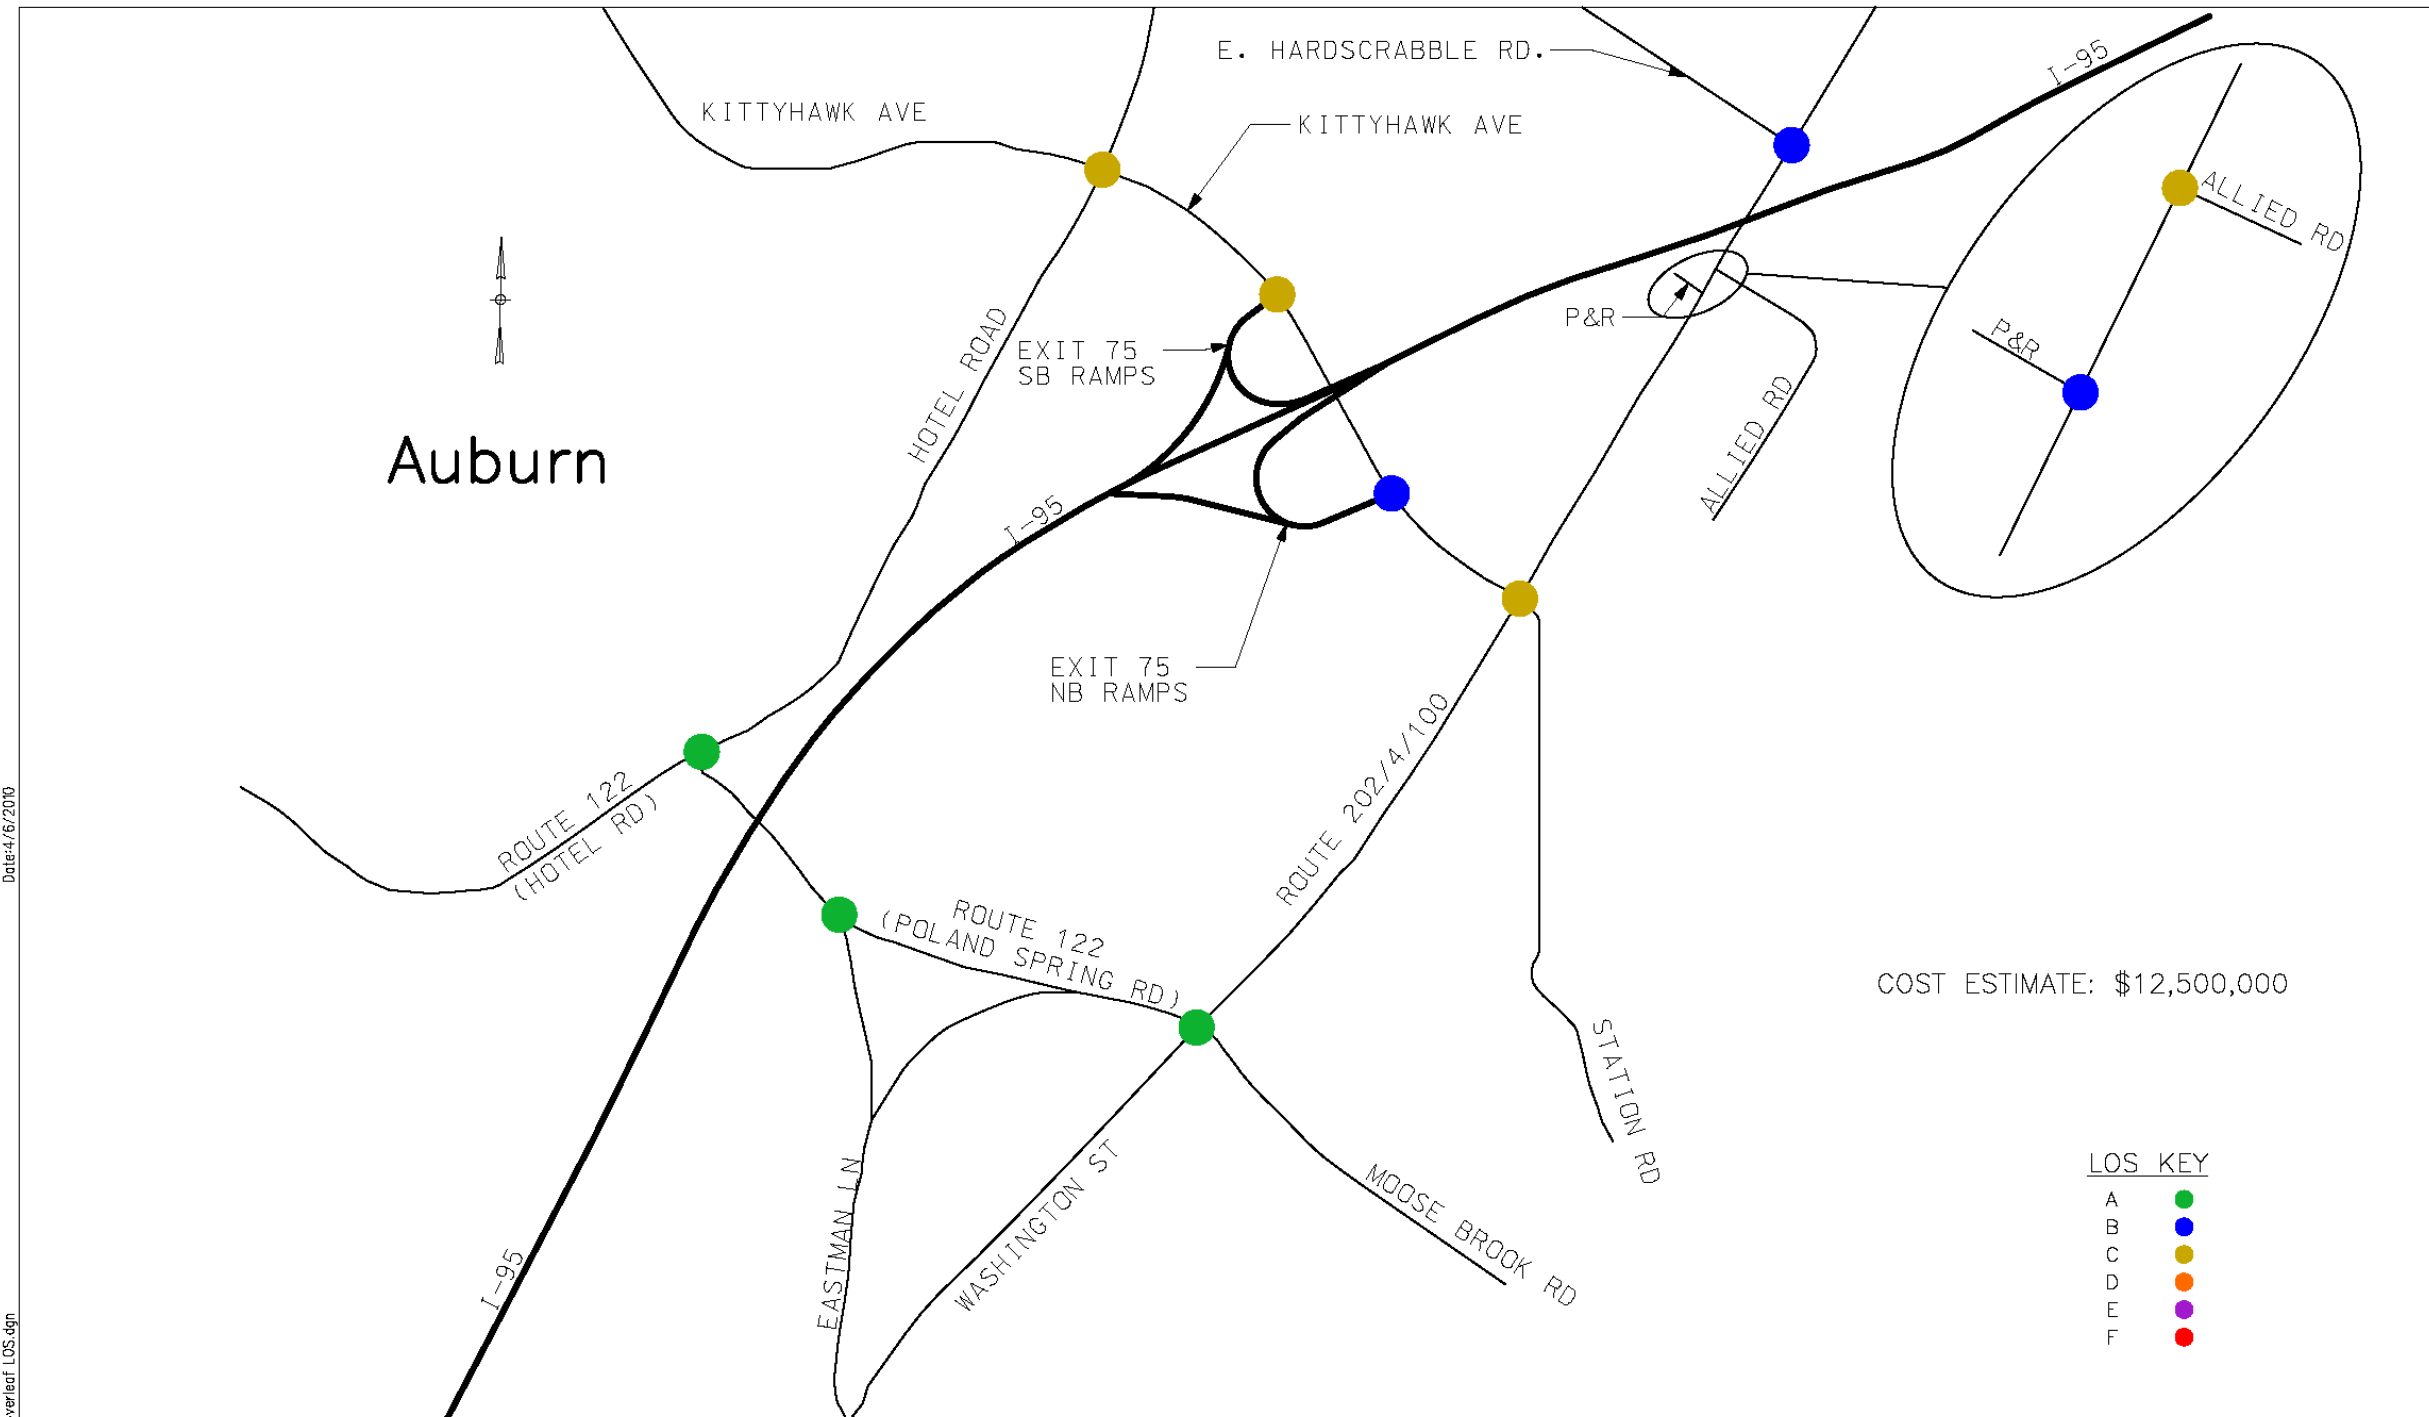 E. HARDSCRABBLE RD.
I-95
KITTYHAWK AVE
KITTYHAWK AVE
ALLIED RD
P&R
P&R
EXIT 75
SB RAMPS
HOTEL ROAD
ALLIED RD
Auburn
I-95
EXIT 75
NB RAMPS
ROUTE 202/4/100
ROUTE 122
(HOTEL RD)
ROUTE 122
(POLAND SPRING RD)
COST ESTIMATE: $12,500,000
STATION RD
MOOSE BROOK RD
WASHINGTON ST
EASTMAN LN
I-95
LOS KEY
A
B
C
D
E
F
Date:4/6/2010
verleaf LOS.dgn